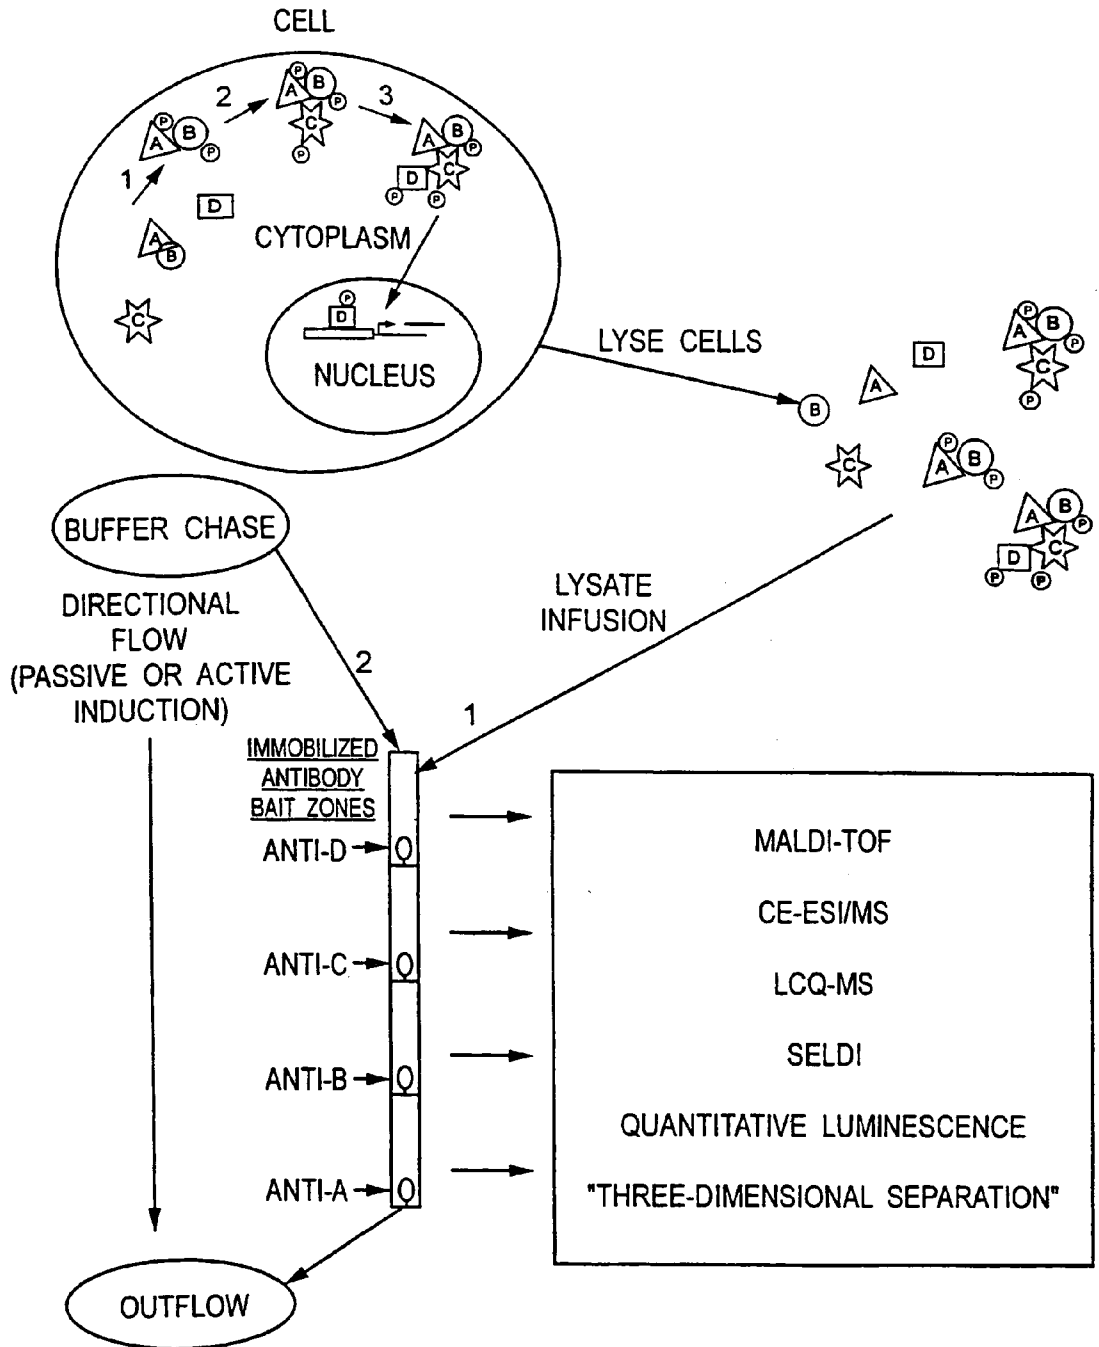 CELL
2
3
P
A
B
P
C
P
P
A
B
P
A
B
P
D
C
P
P
1
D
A
B
CYTOPLASM
C
P
D
NUCLEUS
LYSE CELLS
P
A
B
P
C
P
D
A
B
C
P
A
B
P
A
B
P
D
C
P
P
BUFFER CHASE
DIRECTIONAL
FLOW
(PASSIVE OR ACTIVE
INDUCTION)
LYSATE
INFUSION
2
1
IMMOBILIZED
ANTIBODY
BAIT ZONES
ANTI-D
ANTI-C
ANTI-B
ANTI-A
MALDI-TOF
CE-ESI/MS
LCQ-MS
SELDI
QUANTITATIVE LUMINESCENCE
"THREE-DIMENSIONAL SEPARATION"
OUTFLOW